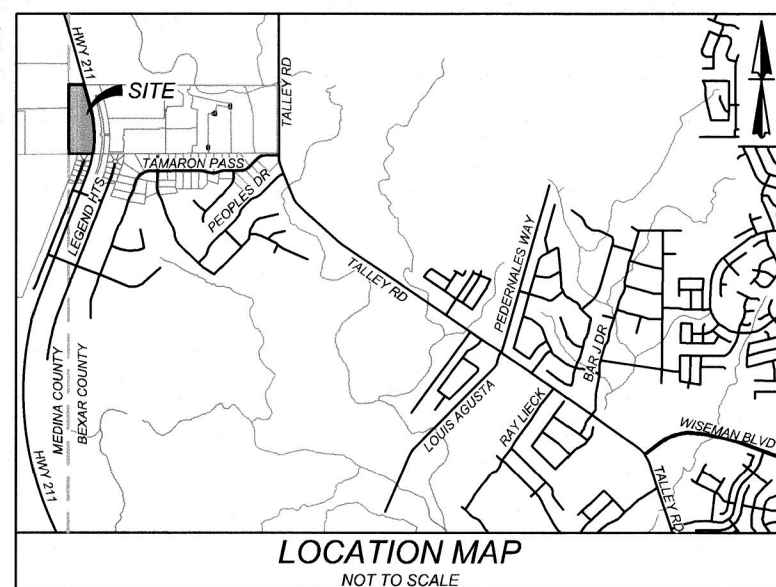 HWY 211
SITE
TALLEY RD
TAMARON PASS
PEOPLES DR
LEGEND HTS.
TALLEY RD
PEDERNALES WAY
BAR J DR
MEDINA COUNTY
BEXAR COUNTY
LOUIS AGUSTA
RAY LIECK
WISEMAN BLVD
HWY 211
TALLEY RD
LOCATION MAP
NOT TO SCALE